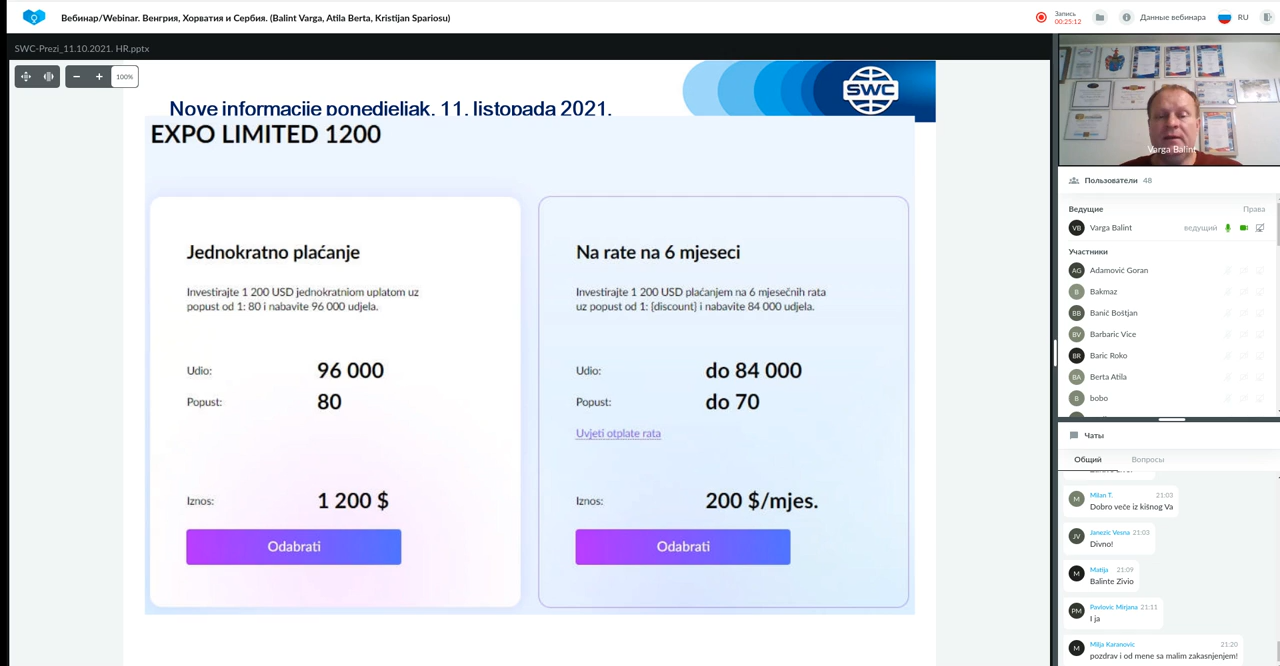 Вебинар/Webinar. Венгрия, Хорватия и Сербия. (Balint Varga, Atila Berta, Kristijan Spariosu)
Запись
00:25:12
Данные вебинара
RU
SWC-Prezi_11.10.2021. HR.pptx
100%
Nove informacije ponedjeljak, 11. listopada 2021.
SWC
EXPO LIMITED 1200
Jednokratno plaćanje
Investirajte 1 200 USD jednokratniom uplatom uz
popust od 1: 80 i nabavite 96 000 udjela.
Udio: 96 000
Popust: 80
Iznos: 1 200 $
Odabrati
Na rate na 6 mjeseci
Investirajte 1 200 USD plaćanjem na 6 mjesečnih rata
uz popust od 1: {discount} i nabavite 84 000 udjela.
Udio: do 84 000
Popust: do 70
Uvjeti otplate rata
Iznos: 200 $/mjes.
Odabrati
Varga Balint
Пользователи 48
Ведущие Права
VB Varga Balint ведущий
Участники
AG Adamović Goran
B Bakmaz
BB Banić Boštjan
BV Barbaric Vice
BR Baric Roko
BA Berta Atila
B bobo
Чаты
Общий Вопросы
M Milan T. 21:03
Dobro veče iz kišnog Va
JV Janezic Vesna 21:03
Divno!
M Matija 21:09
Balinte Zivio
PM Pavlovic Mirjana 21:11
I ja
M Milja Karanovic 21:20
pozdrav i od mene sa malim zakasnjenjem!